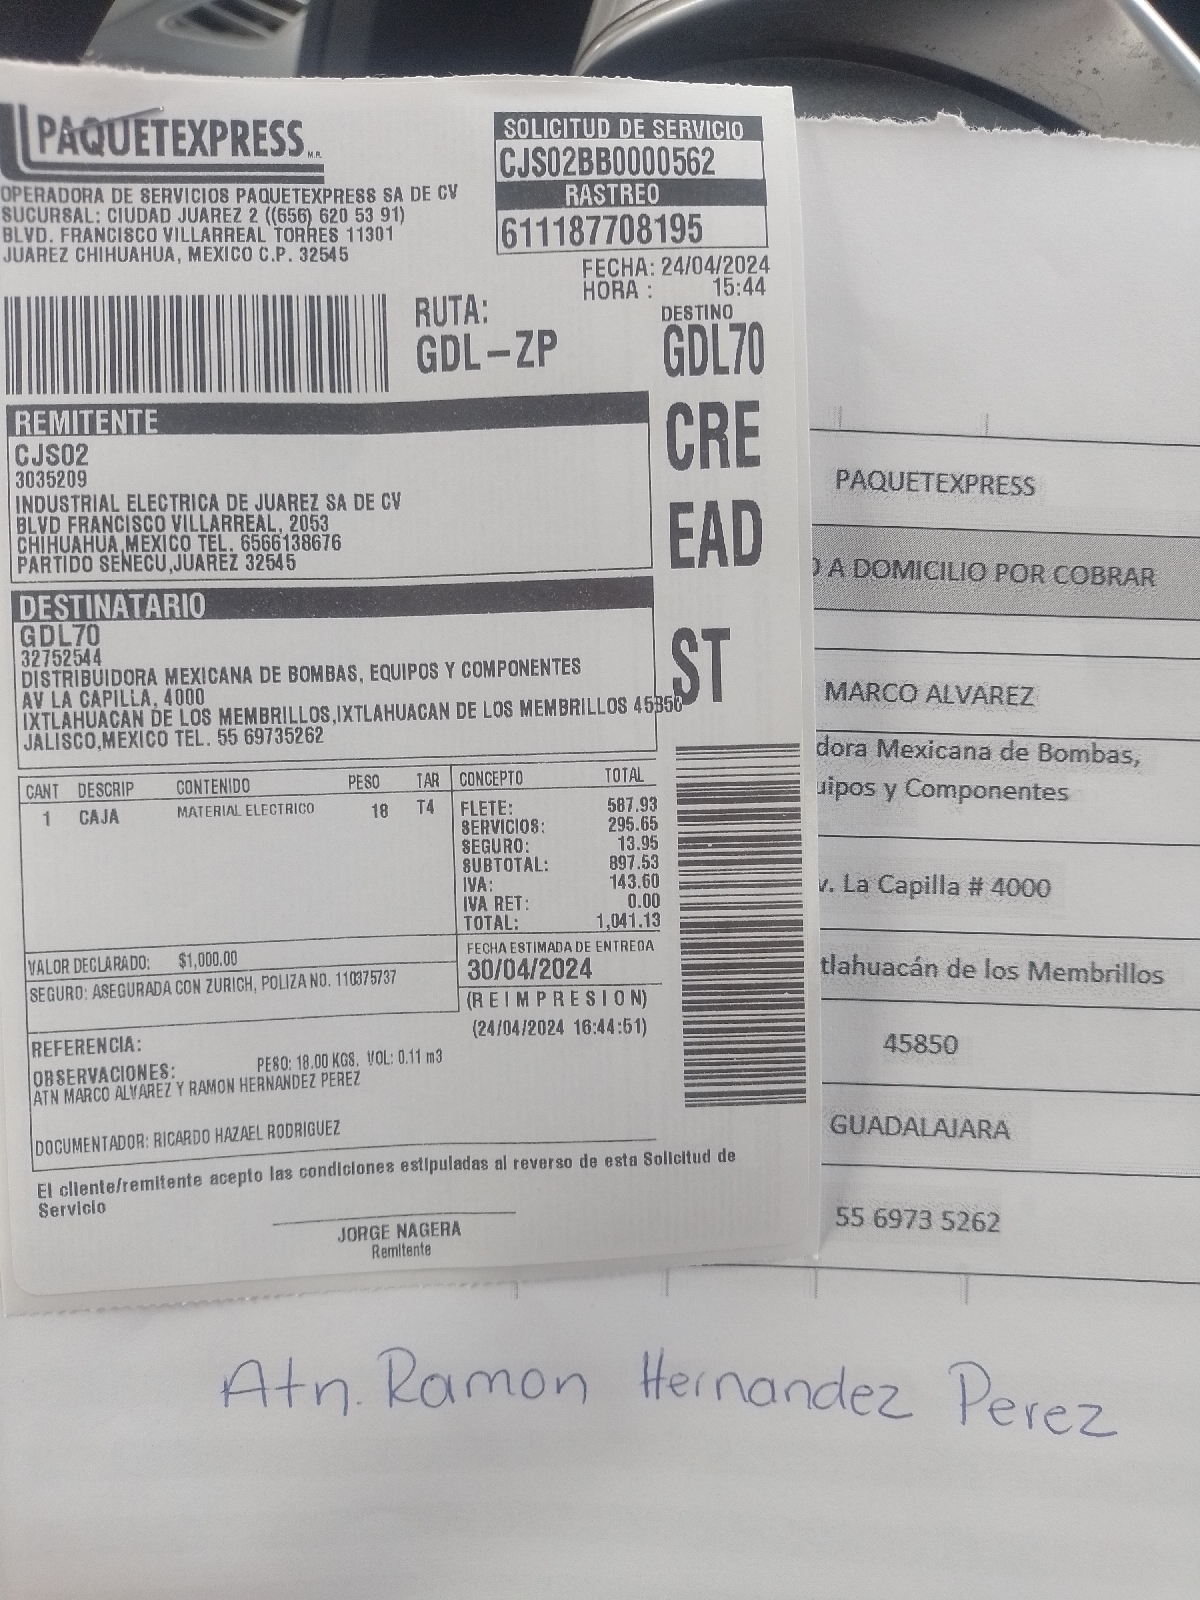 PAQUETEXPRESS M.R.
OPERADORA DE SERVICIOS PAQUETEXPRESS SA DE CV
SUCURSAL: CIUDAD JUAREZ 2 ((656) 620 53 91)
BLVD. FRANCISCO VILLARREAL TORRES 11301
JUAREZ CHIHUAHUA, MEXICO C.P. 32545
SOLICITUD DE SERVICIO
CJS02BB0000562
RASTREO
611187708195
FECHA: 24/04/2024
HORA : 15:44
RUTA:
GDL-ZP
DESTINO
GDL70
CRE
EAD
ST
REMITENTE
CJS02
3035209
INDUSTRIAL ELECTRICA DE JUAREZ SA DE CV
BLVD FRANCISCO VILLARREAL, 2053
CHIHUAHUA,MEXICO TEL. 6566138676
PARTIDO SENECU,JUAREZ 32545
DESTINATARIO
GDL70
32752544
DISTRIBUIDORA MEXICANA DE BOMBAS, EQUIPOS Y COMPONENTES
AV LA CAPILLA, 4000
IXTLAHUACAN DE LOS MEMBRILLOS,IXTLAHUACAN DE LOS MEMBRILLOS 45850
JALISCO,MEXICO TEL. 55 69735262
CANT DESCRIP CONTENIDO PESO TAR
1 CAJA MATERIAL ELECTRICO 18 T4
CONCEPTO TOTAL
FLETE: 587.93
SERVICIOS: 295.65
SEGURO: 13.95
SUBTOTAL: 897.53
IVA: 143.60
IVA RET: 0.00
TOTAL: 1,041.13
VALOR DECLARADO: $1,000.00
SEGURO: ASEGURADA CON ZURICH, POLIZA NO. 110375737
FECHA ESTIMADA DE ENTREGA
30/04/2024
(REIMPRESION)
(24/04/2024 16:44:51)
REFERENCIA:
OBSERVACIONES: PESO: 18.00 KGS. VOL: 0.11 m3
ATN MARCO ALVAREZ Y RAMON HERNANDEZ PEREZ
DOCUMENTADOR: RICARDO HAZAEL RODRIGUEZ
El cliente/remitente acepto las condiciones estipuladas al reverso de esta Solicitud de
Servicio
JORGE NAGERA
Remitente
PAQUETEXPRESS
A DOMICILIO POR COBRAR
MARCO ALVAREZ
dora Mexicana de Bombas,
uipos y Componentes
v. La Capilla # 4000
tlahuacán de los Membrillos
45850
GUADALAJARA
55 6973 5262
Atn. Ramon Hernandez Perez